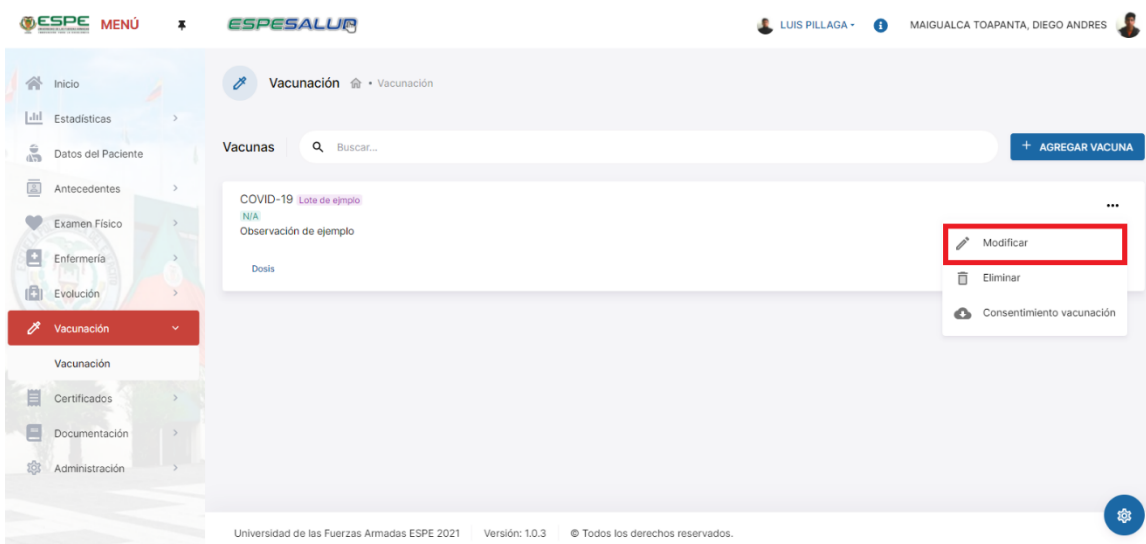 ESPE MENÚ
ESPESALUD
LUIS PILLAGA
MAIGUALCA TOAPANTA, DIEGO ANDRES
Inicio
Estadísticas
Datos del Paciente
Antecedentes
Examen Físico
Enfermería
Evolución
Vacunación
Vacunación
Certificados
Documentación
Administración
Vacunación • Vacunación
Vacunas
Buscar...
+ AGREGAR VACUNA
COVID-19 Lote de ejmplo
N/A
Observación de ejemplo
Dosis
Modificar
Eliminar
Consentimiento vacunación
Universidad de las Fuerzas Armadas ESPE 2021 Versión: 1.0.3 © Todos los derechos reservados.